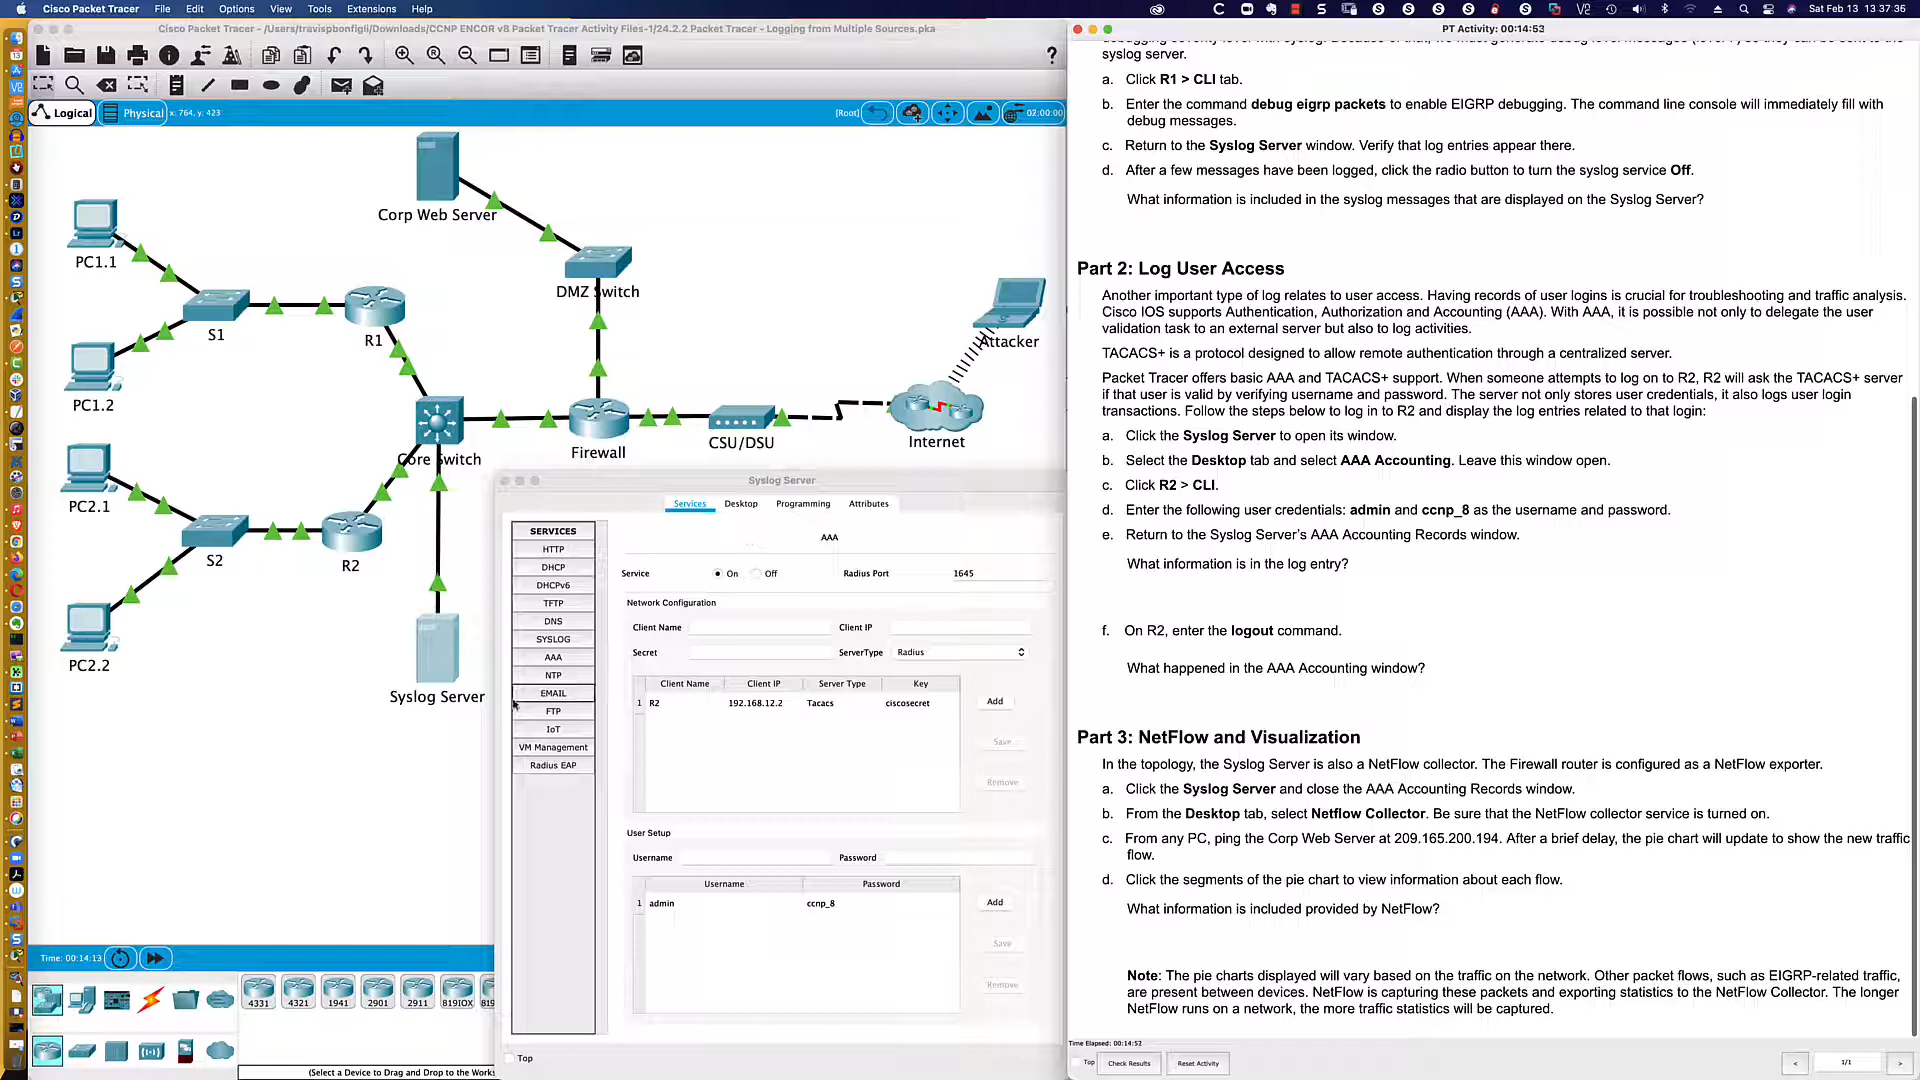 Cisco Packet Tracer File Edit Options View Tools Extensions Help
Sat Feb 13 13:37:36
Cisco Packet Tracer - /Users/travispbonfigli/Downloads/CCNP ENCOR v8 Packet Tracer Activity Files-1/24.2.2 Packet Tracer - Logging from Multiple Sources.pka
PT Activity: 00:14:53
Logical Physical x: 764, y: 423
[Root] 02:00:00
PC1.1
PC1.2
PC2.1
PC2.2
S1
S2
R1
R2
Corp Web Server
DMZ Switch
Core Switch
Firewall
CSU/DSU
Internet
Attacker
Syslog Server
Syslog Server
Services Desktop Programming Attributes
SERVICES
HTTP
DHCP
DHCPv6
TFTP
DNS
SYSLOG
AAA
NTP
EMAIL
FTP
IoT
VM Management
Radius EAP
AAA
Service On Off Radius Port 1645
Network Configuration
Client Name Client IP
Secret ServerType Radius
Client Name Client IP Server Type Key
1 R2 192.168.12.2 Tacacs ciscosecret
Add
Save
Remove
User Setup
Username Password
Username Password
1 admin ccnp_8
Add
Save
Remove
Top
Time: 00:14:13
4331 4321 1941 2901 2911 819IOX
(Select a Device to Drag and Drop to the Works
syslog server.
a. Click R1 > CLI tab.
b. Enter the command debug eigrp packets to enable EIGRP debugging. The command line console will immediately fill with
debug messages.
c. Return to the Syslog Server window. Verify that log entries appear there.
d. After a few messages have been logged, click the radio button to turn the syslog service Off.
What information is included in the syslog messages that are displayed on the Syslog Server?
Part 2: Log User Access
Another important type of log relates to user access. Having records of user logins is crucial for troubleshooting and traffic analysis.
Cisco IOS supports Authentication, Authorization and Accounting (AAA). With AAA, it is possible not only to delegate the user
validation task to an external server but also to log activities.
TACACS+ is a protocol designed to allow remote authentication through a centralized server.
Packet Tracer offers basic AAA and TACACS+ support. When someone attempts to log on to R2, R2 will ask the TACACS+ server
if that user is valid by verifying username and password. The server not only stores user credentials, it also logs user login
transactions. Follow the steps below to log in to R2 and display the log entries related to that login:
a. Click the Syslog Server to open its window.
b. Select the Desktop tab and select AAA Accounting. Leave this window open.
c. Click R2 > CLI.
d. Enter the following user credentials: admin and ccnp_8 as the username and password.
e. Return to the Syslog Server's AAA Accounting Records window.
What information is in the log entry?
f. On R2, enter the logout command.
What happened in the AAA Accounting window?
Part 3: NetFlow and Visualization
In the topology, the Syslog Server is also a NetFlow collector. The Firewall router is configured as a NetFlow exporter.
a. Click the Syslog Server and close the AAA Accounting Records window.
b. From the Desktop tab, select Netflow Collector. Be sure that the NetFlow collector service is turned on.
c. From any PC, ping the Corp Web Server at 209.165.200.194. After a brief delay, the pie chart will update to show the new traffic
flow.
d. Click the segments of the pie chart to view information about each flow.
What information is included provided by NetFlow?
Note: The pie charts displayed will vary based on the traffic on the network. Other packet flows, such as EIGRP-related traffic,
are present between devices. NetFlow is capturing these packets and exporting statistics to the NetFlow Collector. The longer
NetFlow runs on a network, the more traffic statistics will be captured.
Time Elapsed: 00:14:52
Top Check Results Reset Activity < 1/1 >